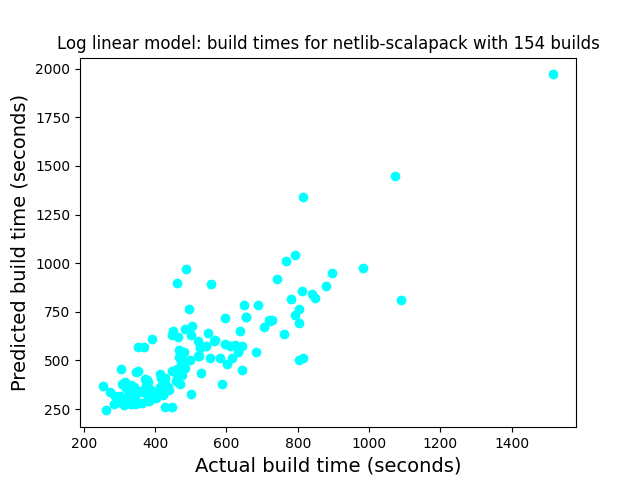 Log linear model: build times for netlib-scalapack with 154 builds
Predicted build time (seconds)
2000
1750
1500
1250
1000
750
500
250
200 400 600 800 1000 1200 1400
Actual build time (seconds)